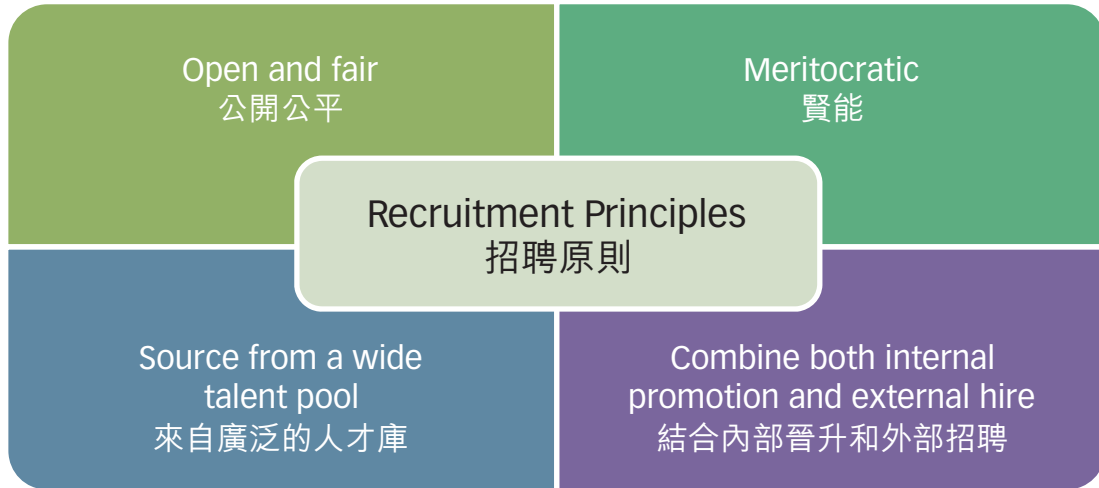 Open and fair
公開公平
Meritocratic
賢能
Recruitment Principles
招聘原則
Source from a wide
talent pool
來自廣泛的人才庫
Combine both internal
promotion and external hire
結合內部晉升和外部招聘